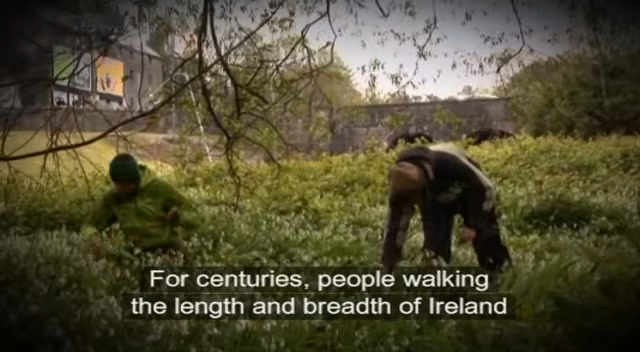 For centuries, people walking
the length and breadth of Ireland